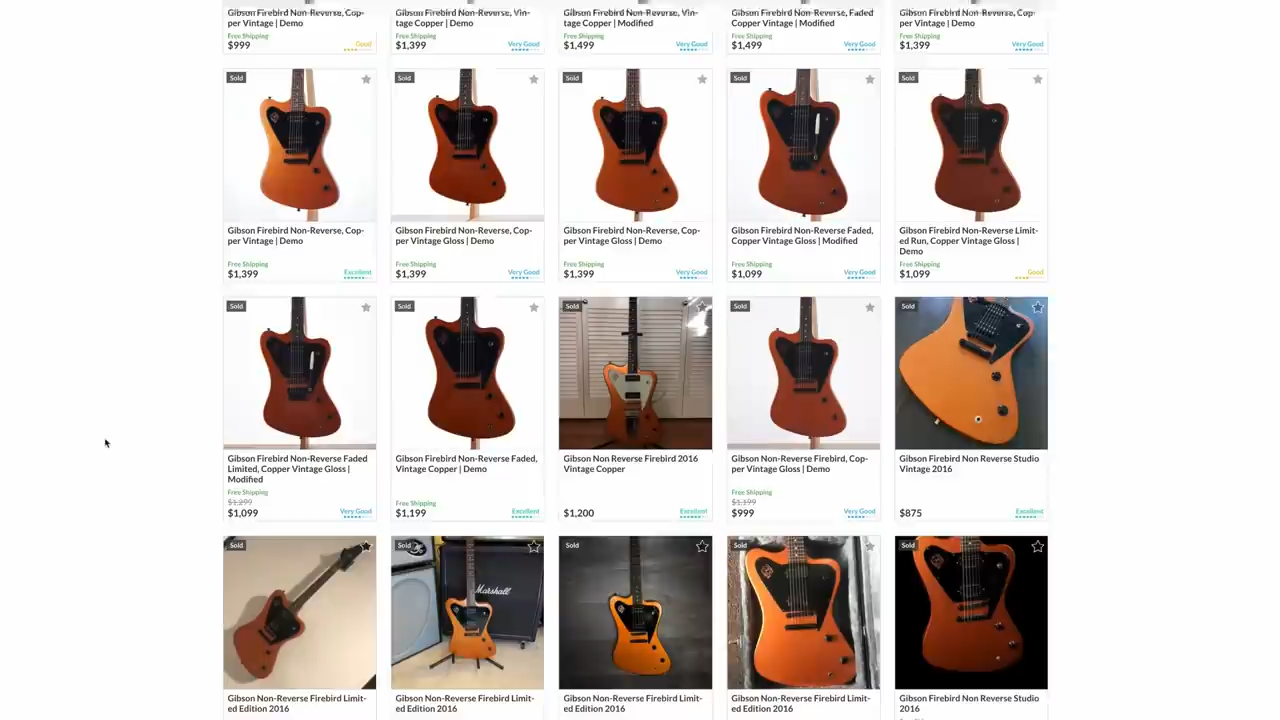 Gibson Firebird Non-Reverse, Cop-
per Vintage | Demo
Free Shipping
$999
Good
Gibson Firebird Non-Reverse, Vin-
tage Copper | Demo
Free Shipping
$1,399
Very Good
Gibson Firebird Non-Reverse, Vin-
tage Copper | Modified
Free Shipping
$1,499
Very Good
Gibson Firebird Non-Reverse, Faded
Copper Vintage | Modified
Free Shipping
$1,499
Very Good
Gibson Firebird Non-Reverse, Cop-
per Vintage | Demo
Free Shipping
$1,399
Very Good
Sold
Gibson Firebird Non-Reverse, Cop-
per Vintage | Demo
Free Shipping
$1,399
Excellent
Sold
Gibson Firebird Non-Reverse, Cop-
per Vintage Gloss | Demo
Free Shipping
$1,399
Very Good
Sold
Gibson Firebird Non-Reverse, Cop-
per Vintage Gloss | Demo
Free Shipping
$1,399
Very Good
Sold
Gibson Firebird Non-Reverse Faded,
Copper Vintage Gloss | Modified
Free Shipping
$1,099
Very Good
Sold
Gibson Firebird Non-Reverse Limit-
ed Run, Copper Vintage Gloss |
Demo
Free Shipping
$1,099
Good
Sold
Gibson Firebird Non-Reverse Faded
Limited, Copper Vintage Gloss |
Modified
Free Shipping
$1,299
$1,099
Very Good
Sold
Gibson Firebird Non-Reverse Faded,
Vintage Copper | Demo
Free Shipping
$1,199
Excellent
Sold
Gibson Non Reverse Firebird 2016
Vintage Copper
$1,200
Excellent
Sold
Gibson Non-Reverse Firebird, Cop-
per Vintage Gloss | Demo
Free Shipping
$1,199
$999
Very Good
Sold
Gibson Firebird Non Reverse Studio
Vintage 2016
$875
Excellent
Sold
Gibson Non-Reverse Firebird Limit-
ed Edition 2016
Sold
Marshall
Gibson Non-Reverse Firebird Limit-
ed Edition 2016
Sold
Gibson Non-Reverse Firebird Limit-
ed Edition 2016
Sold
Gibson Non-Reverse Firebird Limit-
ed Edition 2016
Sold
Gibson Firebird Non Reverse Studio
2016